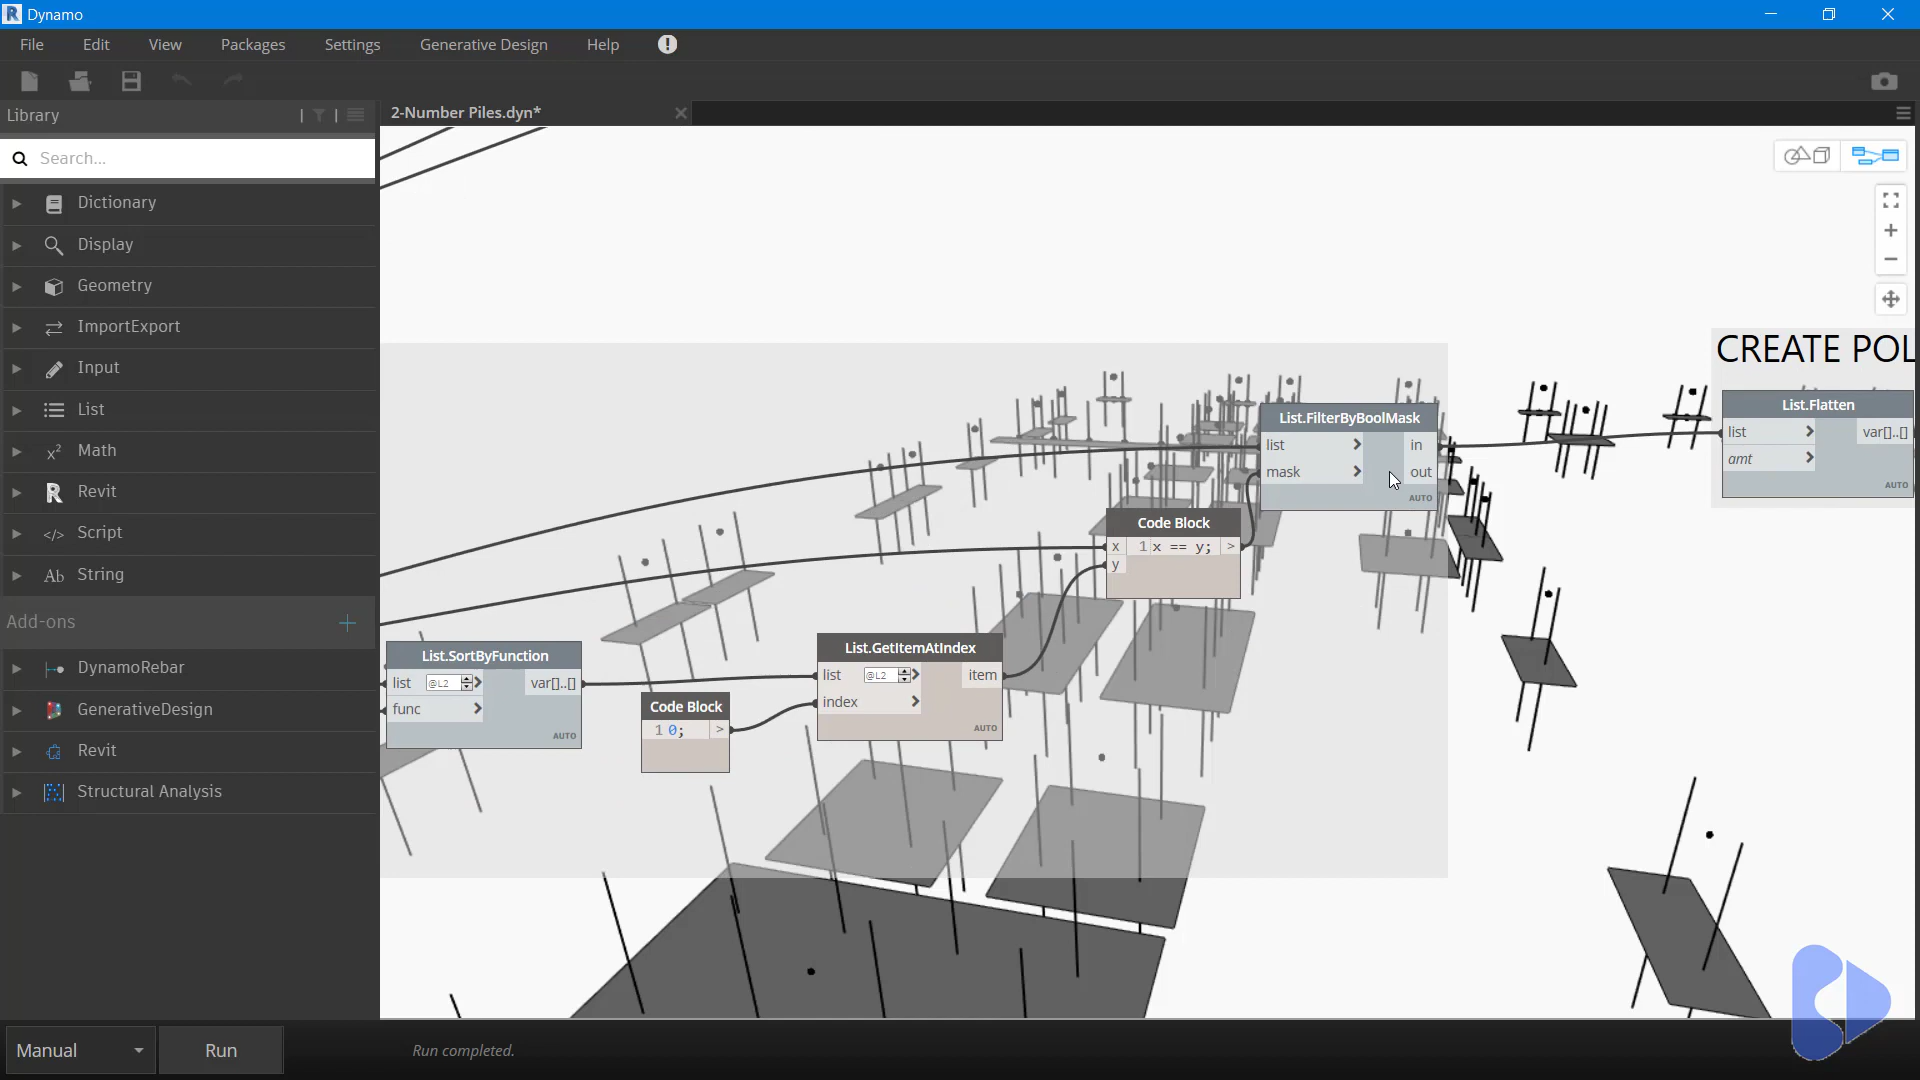 Dynamo
File Edit View Packages Settings Generative Design Help
Library
2-Number Piles.dyn*
Search...
Dictionary
Display
Geometry
ImportExport
Input
List
Math
Revit
Script
String
Add-ons
DynamoRebar
GenerativeDesign
Revit
Structural Analysis
CREATE POL
List.FilterByBoolMask
list > in
mask > out
AUTO
List.Flatten
list > var[]..[]
amt >
AUTO
Code Block
x 1 x == y; >
y
List.SortByFunction
list @L2 > var[]..[]
func >
AUTO
Code Block
1 0; >
List.GetItemAtIndex
list @L2 > item
index >
AUTO
Manual Run Run completed.